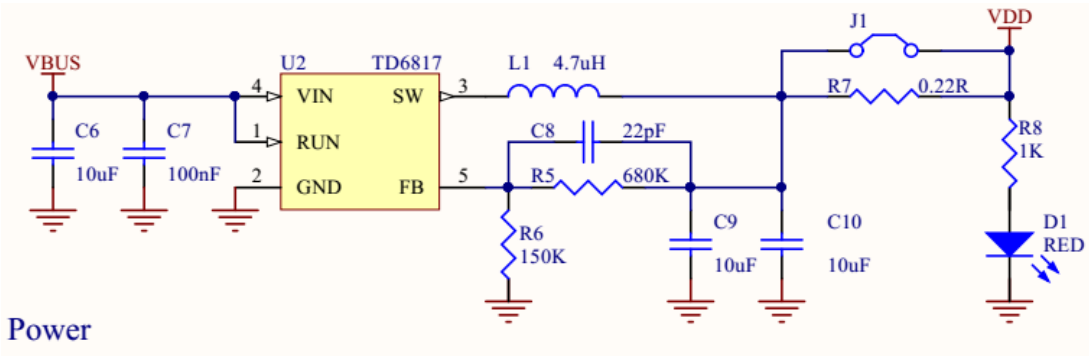 J1
VDD
VBUS
U2 TD6817
L1 4.7uH
4 VIN SW 3
R7 0.22R
C6
10uF
C7
100nF
1 RUN
C8 22pF
R8
1K
2 GND FB 5
R5 680K
R6
150K
C9
10uF
C10
10uF
D1
RED
Power